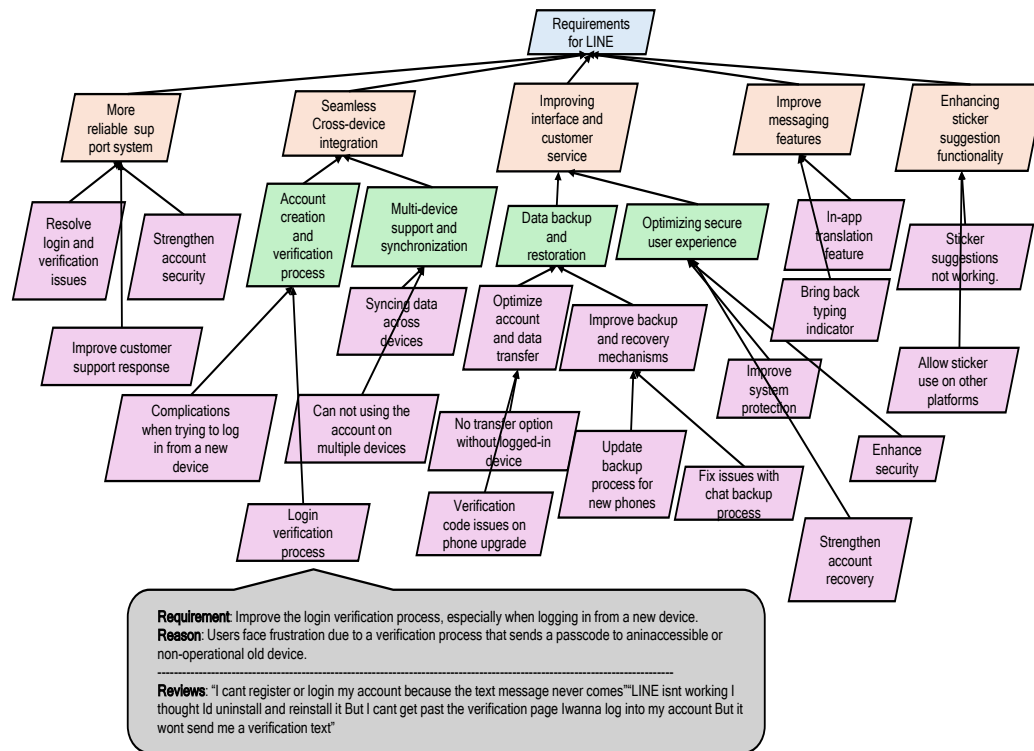 Requirements
for LINE
More
reliable sup
port system
Seamless
Cross-device
integration
Improving
interface and
customer
service
Improve
messaging
features
Enhancing
sticker
suggestion
functionality
Resolve
login and
verification
issues
Strengthen
account
security
Account
creation
and
verification
process
Multi-device
support and
synchronization
Data backup
and
restoration
Optimizing secure
user experience
In-app
translation
feature
Sticker
suggestions
not working.
Improve customer
support response
Syncing data
across
devices
Optimize
account
and data
transfer
Improve backup
and recovery
mechanisms
Bring back
typing
indicator
Improve
system
protection
Allow sticker
use on other
platforms
Complications
when trying to log
in from a new
device
Can not using the
account on
multiple devices
No transfer option
without logged-in
device
Update
backup
process for
new phones
Fix issues with
chat backup
process
Enhance
security
Login
verification
process
Verification
code issues on
phone upgrade
Strengthen
account
recovery
Requirement: Improve the login verification process, especially when logging in from a new device.
Reason: Users face frustration due to a verification process that sends a passcode to aninaccessible or
non-operational old device.
Reviews: “I cant register or login my account because the text message never comes”“LINE isnt working I
thought Id uninstall and reinstall it But I cant get past the verification page Iwanna log into my account But it
wont send me a verification text”